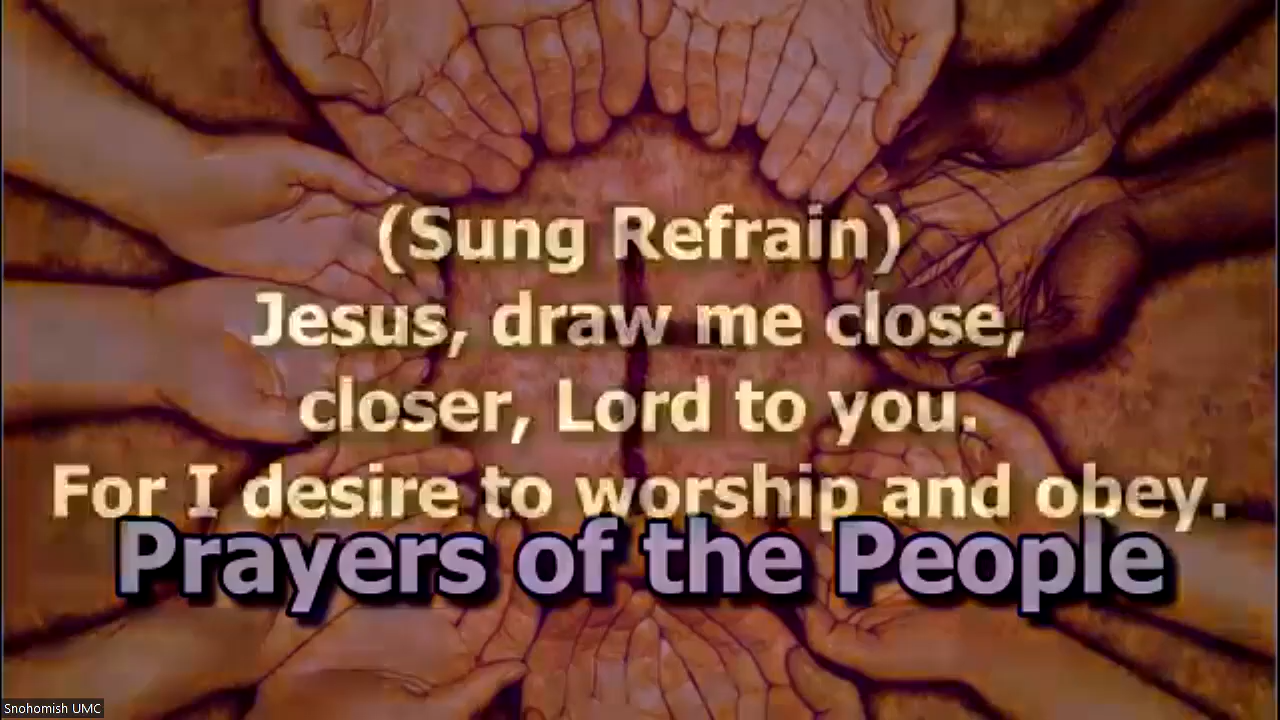 (Sung Refrain)
Jesus, draw me close,
closer, Lord to you.
For I desire to worship and obey.
Prayers of the People
Snohomish UMC